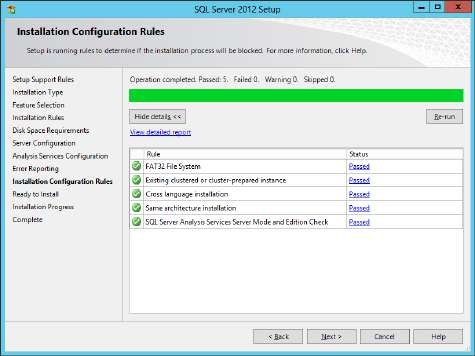 SQL Server 2012 Setup
Installation Configuration Rules
Setup is running rules to determine if the installation process will be blocked. For more information, click Help.
Setup Support Rules
Installation Type
Feature Selection
Installation Rules
Disk Space Requirements
Server Configuration
Analysis Services Configuration
Error Reporting
Installation Configuration Rules
Ready to Install
Installation Progress
Complete
Operation completed. Passed: 5.  Failed 0.  Warning 0.  Skipped 0.
Hide details <<
Re-run
View detailed report
Rule Status
FAT32 File System Passed
Existing clustered or cluster-prepared instance Passed
Cross language installation Passed
Same architecture installation Passed
SQL Server Analysis Services Server Mode and Edition Check Passed
< Back Next > Cancel Help